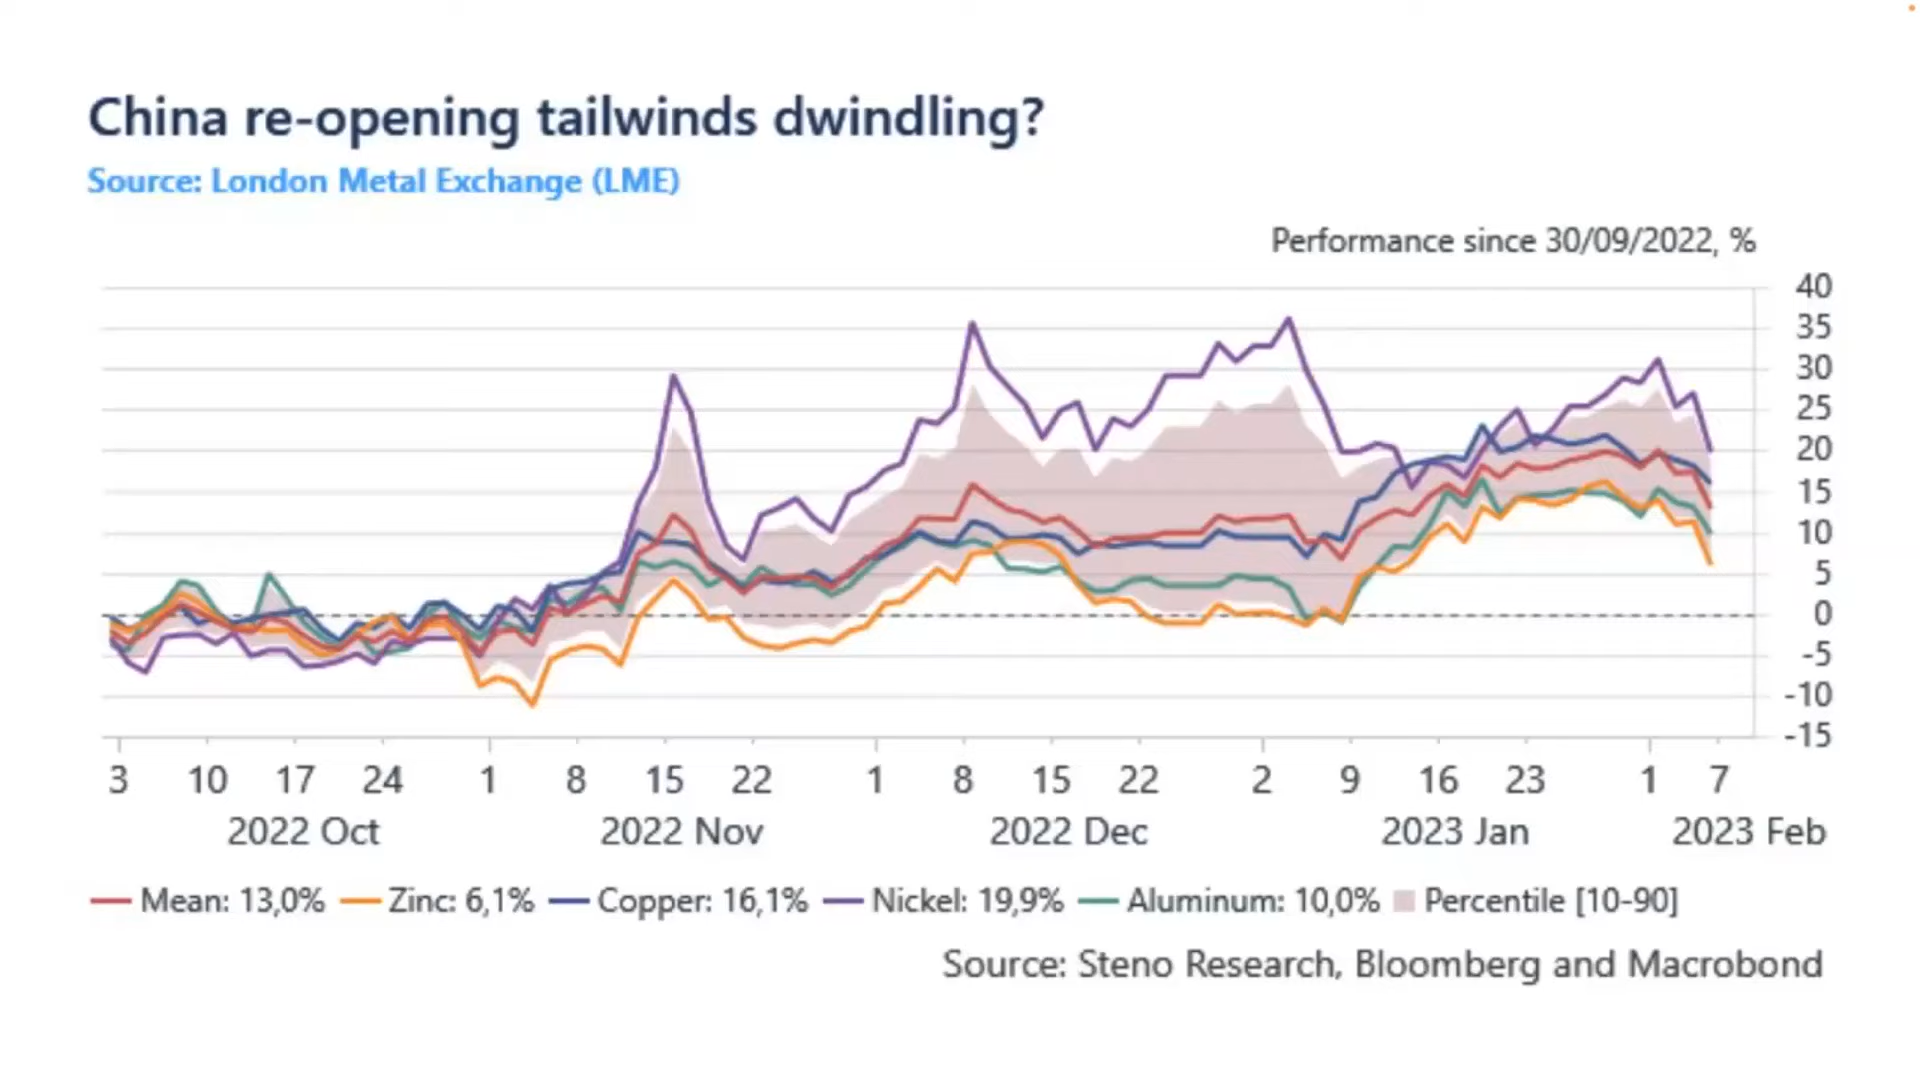 China re-opening tailwinds dwindling?
Source: London Metal Exchange (LME)
Performance since 30/09/2022, %
40
35
30
25
20
15
10
5
0
-5
-10
-15
3 10 17 24 1 8 15 22 1 8 15 22 2 9 16 23 1 7
2022 Oct 2022 Nov 2022 Dec 2023 Jan 2023 Feb
Mean: 13,0% Zinc: 6,1% Copper: 16,1% Nickel: 19,9% Aluminum: 10,0% Percentile [10-90]
Source: Steno Research, Bloomberg and Macrobond